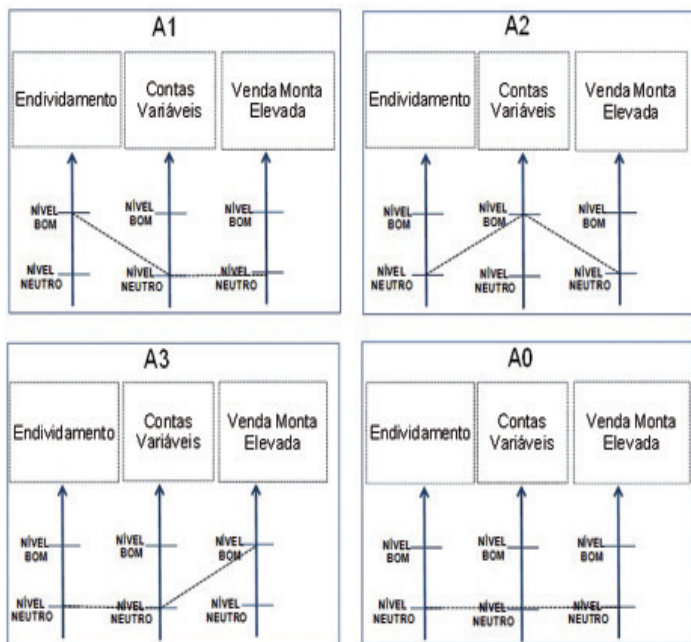 A1
Endividamento
Contas
Variáveis
Venda Monta
Elevada
NÍVEL
BOM
NÍVEL
BOM
NÍVEL
BOM
NÍVEL
NEUTRO
NÍVEL
NEUTRO
NÍVEL
NEUTRO
A2
Endividamento
Contas
Variáveis
Venda Monta
Elevada
NÍVEL
BOM
NÍVEL
BOM
NÍVEL
BOM
NÍVEL
NEUTRO
NÍVEL
NEUTRO
NÍVEL
NEUTRO
A3
Endividamento
Contas
Variáveis
Venda Monta
Elevada
NÍVEL
BOM
NÍVEL
BOM
NÍVEL
BOM
NÍVEL
NEUTRO
NÍVEL
NEUTRO
NÍVEL
NEUTRO
A0
Endividamento
Contas
Variáveis
Venda Monta
Elevada
NÍVEL
BOM
NÍVEL
BOM
NÍVEL
BOM
NÍVEL
NEUTRO
NÍVEL
NEUTRO
NÍVEL
NEUTRO